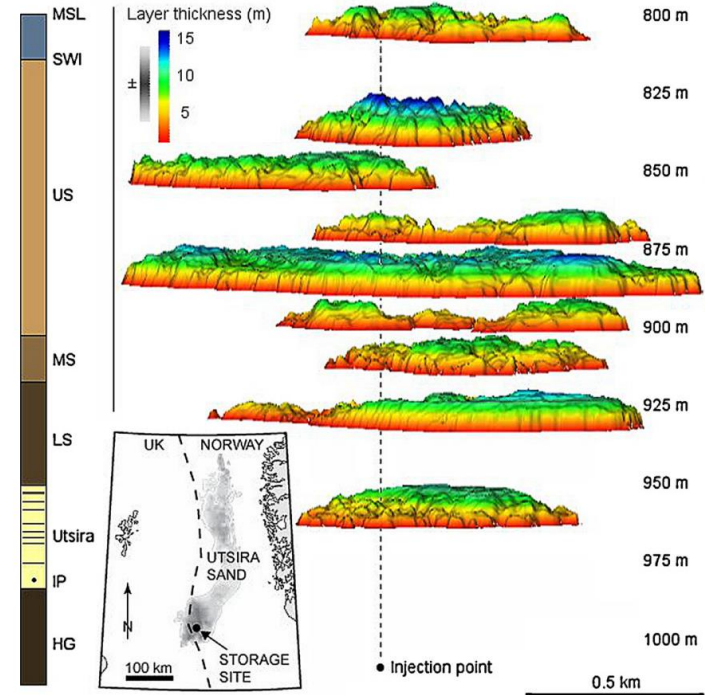 MSL
SWI
US
MS
LS
Utsira
IP
HG
Layer thickness (m)
±
15
10
5
800 m
825 m
850 m
875 m
900 m
925 m
950 m
975 m
1000 m
UK
NORWAY
UTSIRA
SAND
N
STORAGE
SITE
100 km
Injection point
0.5 km